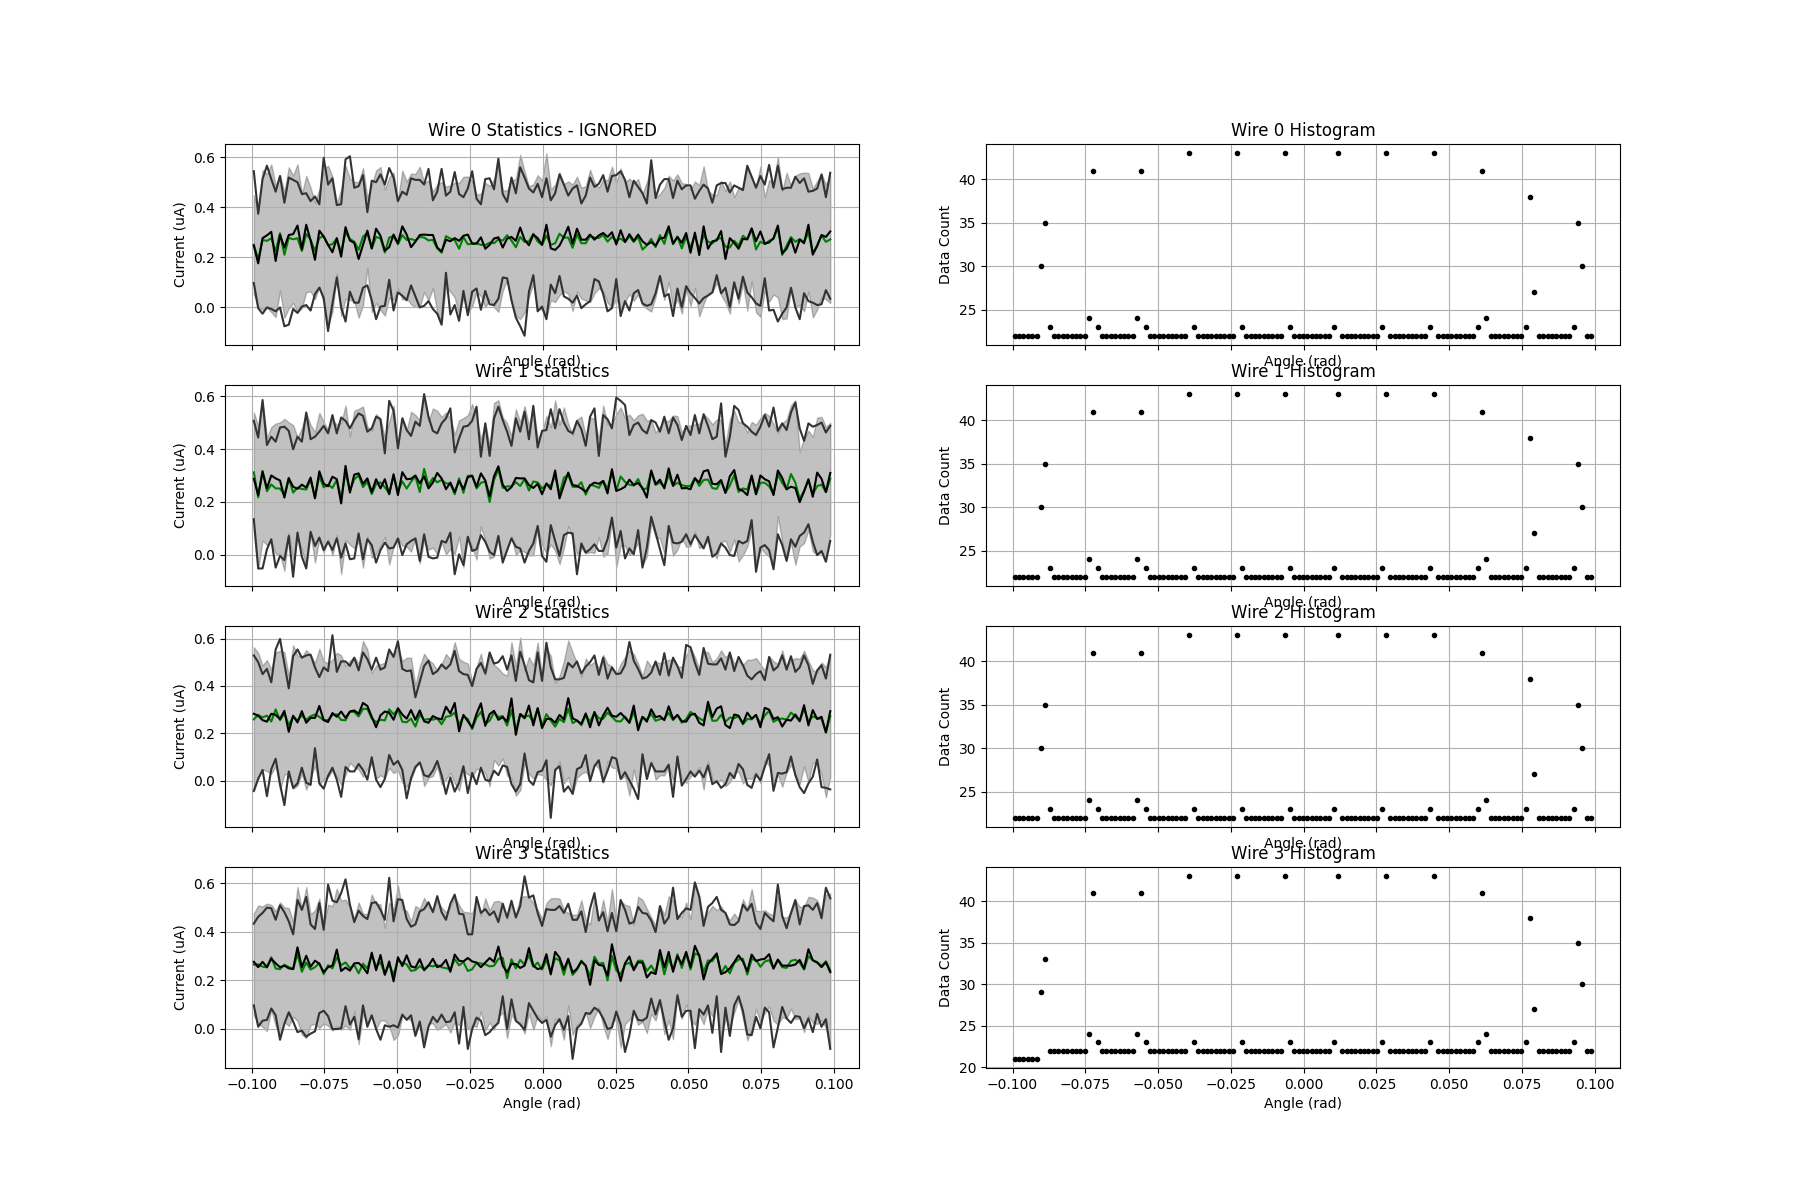 Wire 0 Statistics - IGNORED
Current (uA)
0.6
0.4
0.2
0.0
Angle (rad)
Wire 0 Histogram
Data Count
40
35
30
25
Angle (rad)
Wire 1 Statistics
Current (uA)
0.6
0.4
0.2
0.0
Angle (rad)
Wire 1 Histogram
Data Count
40
35
30
25
Angle (rad)
Wire 2 Statistics
Current (uA)
0.6
0.4
0.2
0.0
Angle (rad)
Wire 2 Histogram
Data Count
40
35
30
25
Angle (rad)
Wire 3 Statistics
Current (uA)
0.6
0.4
0.2
0.0
−0.100 −0.075 −0.050 −0.025 0.000 0.025 0.050 0.075 0.100
Angle (rad)
Wire 3 Histogram
Data Count
40
35
30
25
20
−0.100 −0.075 −0.050 −0.025 0.000 0.025 0.050 0.075 0.100
Angle (rad)